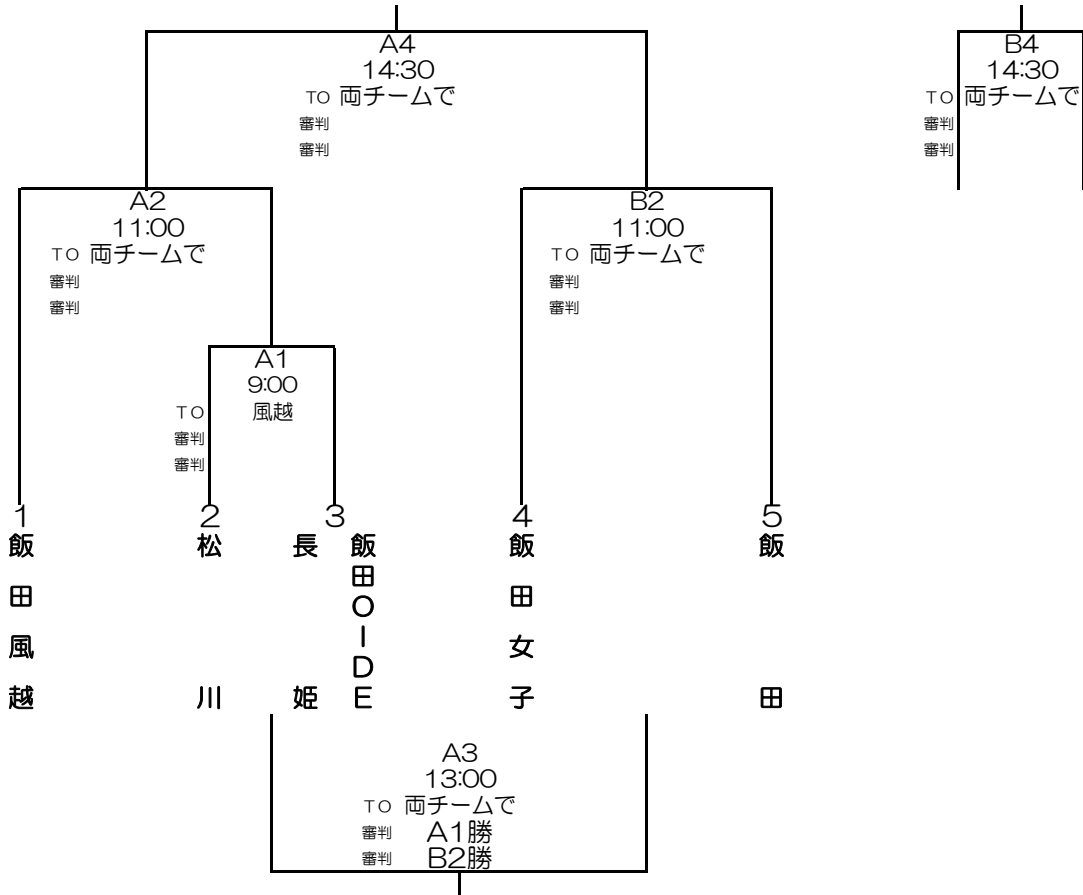 A4
14:30
TO 両チームで
審判
審判
B4
14:30
TO 両チームで
審判
審判
A2
11:00
TO 両チームで
審判
審判
B2
11:00
TO 両チームで
審判
審判
A1
9:00
TO 風越
審判
審判
1
飯田風越
2
松川
3
長姫
飯田OIDE
4
飯田女子
5
飯田
A3
13:00
TO 両チームで
審判 A1勝
審判 B2勝